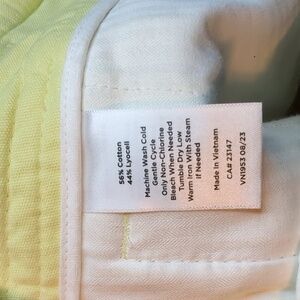 56% Cotton
44% Lyocell
Machine Wash Cold
Gentle Cycle
Only Non-Chlorine
Bleach When Needed
Tumble Dry Low
Warm Iron With Steam
If Needed
Made In Vietnam
CA# 23147
VN1953 08/23